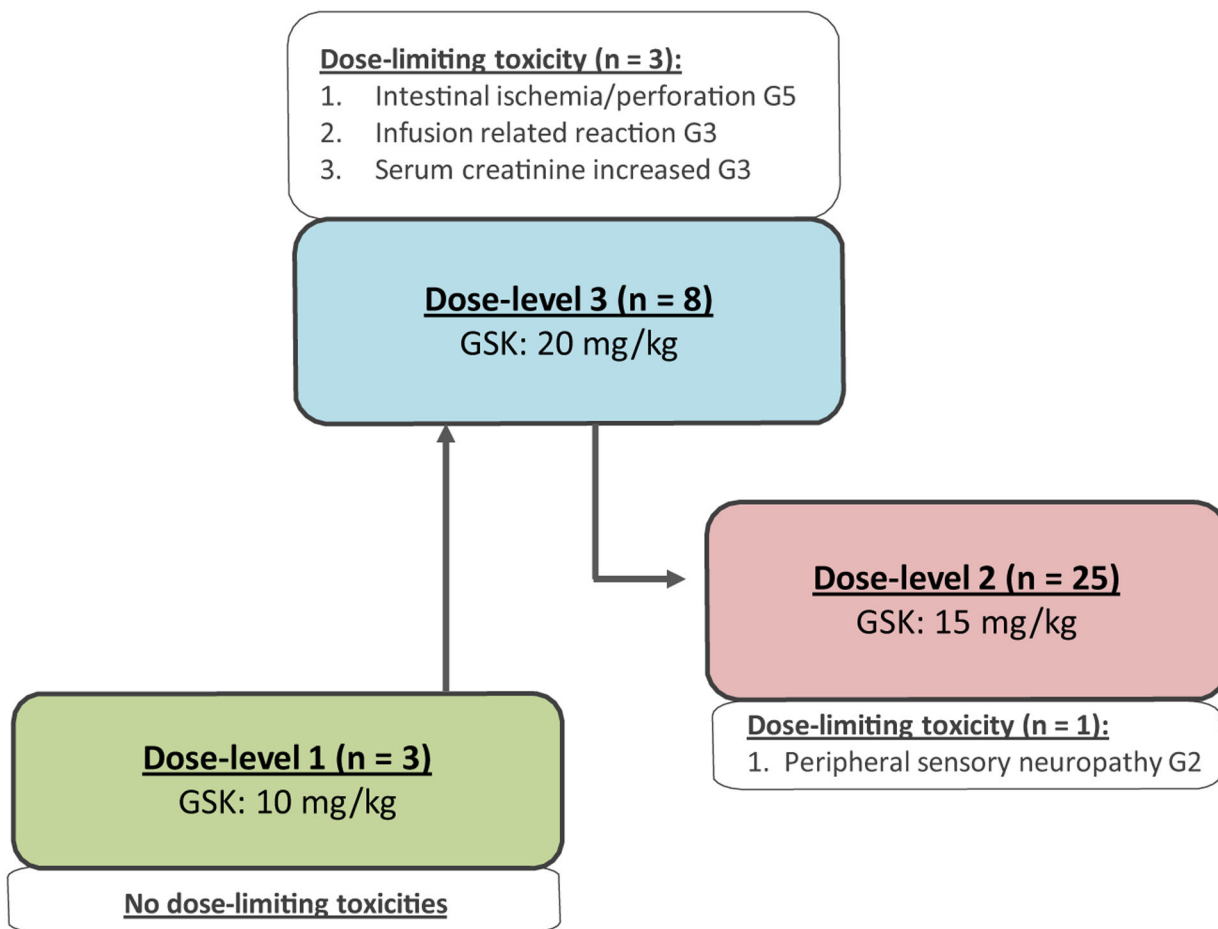 Dose-limiting toxicity (n = 3):
1. Intestinal ischemia/perforation G5
2. Infusion related reaction G3
3. Serum creatinine increased G3
Dose-level 3 (n = 8)
GSK: 20 mg/kg
Dose-level 2 (n = 25)
GSK: 15 mg/kg
Dose-limiting toxicity (n = 1):
1. Peripheral sensory neuropathy G2
Dose-level 1 (n = 3)
GSK: 10 mg/kg
No dose-limiting toxicities